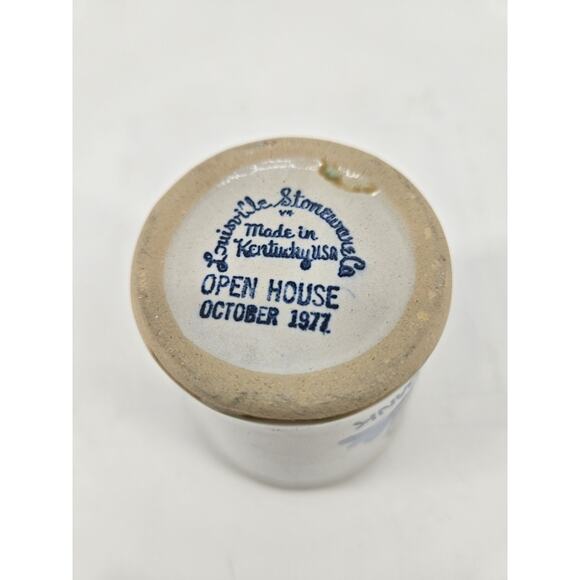 Louisville Stoneware Co
Made in
Kentucky USA
OPEN HOUSE
OCTOBER 1977